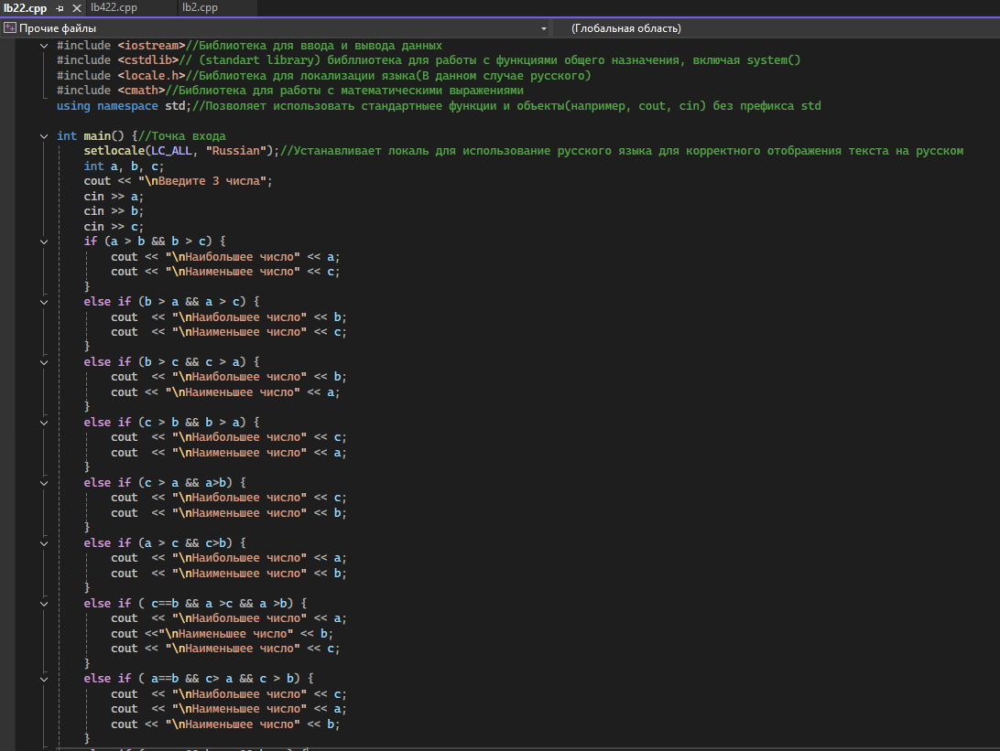 lb22.cpp lb422.cpp lb2.cpp
Прочие файлы (Глобальная область)
#include <iostream>//Библиотека для ввода и вывода данных
#include <cstdlib>// (standart library) библлиотека для работы с функциями общего назначения, включая system()
#include <locale.h>//Библиотека для локализации языка(В данном случае русского)
#include <cmath>//Библиотека для работы с математическими выражениями
using namespace std;//Позволяет использовать стандартныее функции и объекты(например, cout, cin) без префикса std
int main() {//Точка входа
setlocale(LC_ALL, "Russian");//Устанавливает локаль для использование русского языка для корректного отображения текста на русском
int a, b, c;
cout << "\nВведите 3 числа";
cin >> a;
cin >> b;
cin >> c;
if (a > b && b > c) {
cout << "\nНаибольшее число" << a;
cout << "\nНаименьшее число" << c;
}
else if (b > a && a > c) {
cout  << "\nНаибольшее число" << b;
cout  << "\nНаименьшее число" << c;
}
else if (b > c && c > a) {
cout  << "\nНаибольшее число" << b;
cout << "\nНаименьшее число" << a;
}
else if (c > b && b > a) {
cout  << "\nНаибольшее число" << c;
cout  << "\nНаименьшее число" << a;
}
else if (c > a && a>b) {
cout  << "\nНаибольшее число" << c;
cout  << "\nНаименьшее число" << b;
}
else if (a > c && c>b) {
cout  << "\nНаибольшее число" << a;
cout  << "\nНаименьшее число" << b;
}
else if ( c==b && a >c && a >b) {
cout  << "\nНаибольшее число" << a;
cout <<"\nНаименьшее число" << b;
cout << "\nНаименьшее число" << c;
}
else if ( a==b && c> a && c > b) {
cout  << "\nНаибольшее число" << c;
cout  << "\nНаименьшее число" << a;
cout << "\nНаименьшее число" << b;
}